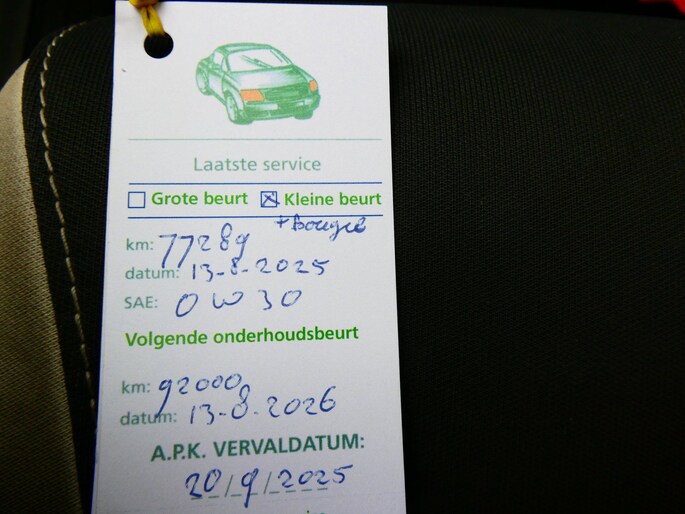 Laatste service
Grote beurt Kleine beurt
+ Bougie
km: 77289
datum: 13-8-2025
SAE: 0W30
Volgende onderhoudsbeurt
km: 92000
datum: 13-8-2026
A.P.K. VERVALDATUM:
20/9/2025